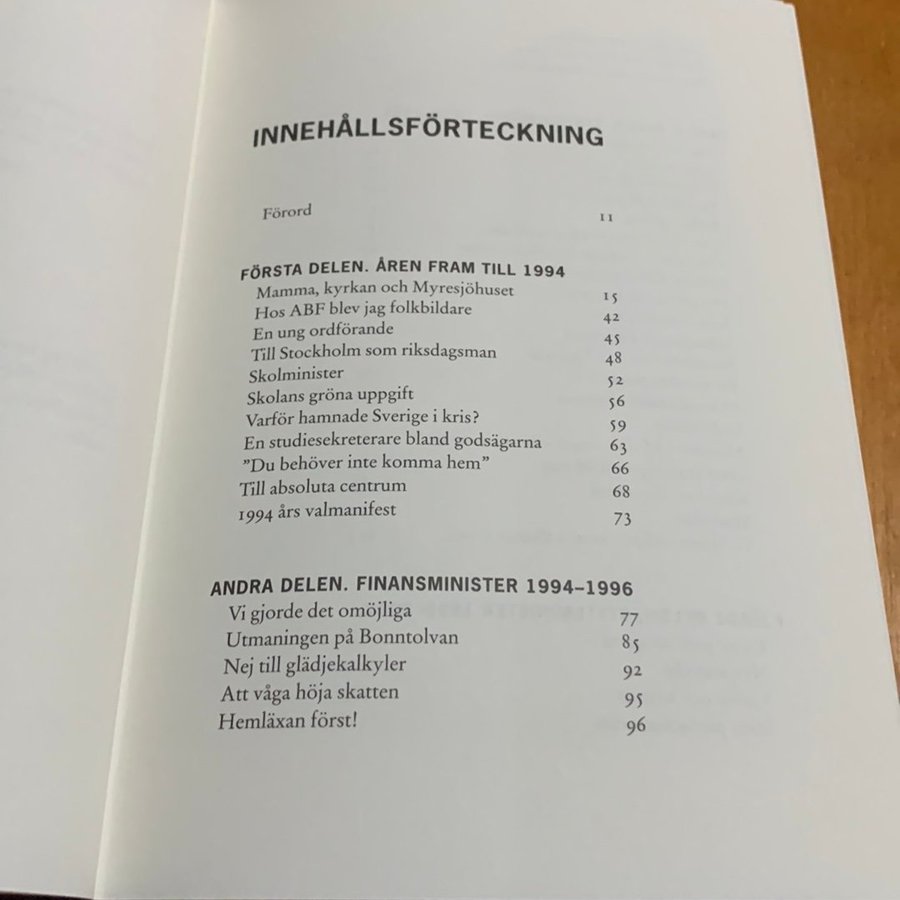 INNEHÅLLSFÖRTECKNING
Förord 11
FÖRSTA DELEN. ÅREN FRAM TILL 1994
Mamma, kyrkan och Myresjöhuset 15
Hos ABF blev jag folkbildare 42
En ung ordförande 45
Till Stockholm som riksdagsman 48
Skolminister 52
Skolans gröna uppgift 56
Varför hamnade Sverige i kris? 59
En studiesekreterare bland godsägarna 63
”Du behöver inte komma hem” 66
Till absoluta centrum 68
1994 års valmanifest 73
ANDRA DELEN. FINANSMINISTER 1994–1996
Vi gjorde det omöjliga 77
Utmaningen på Bonntolvan 85
Nej till glädjekalkyler 92
Att våga höja skatten 95
Hemläxan först! 96